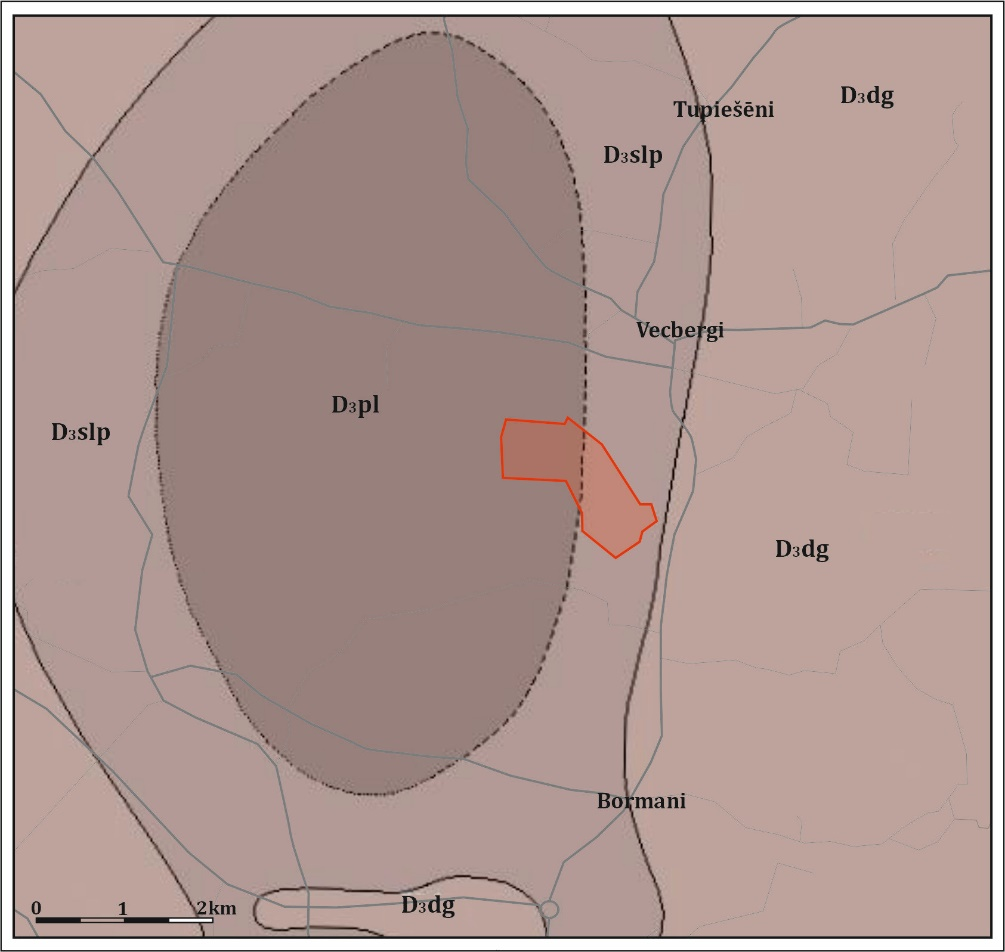 D₃dg
Tupiešēni
D₃slp
Vecbergi
D₃pl
D₃slp
D₃dg
Bormani
D₃dg
0 1 2km